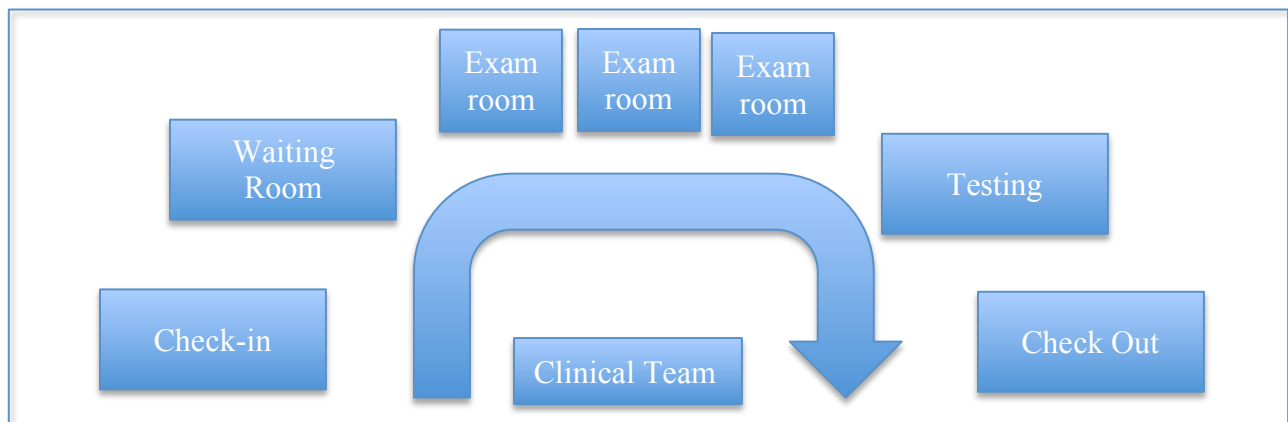 Exam
room
Exam
room
Exam
room
Waiting
Room
Testing
Check-in
Clinical Team
Check Out